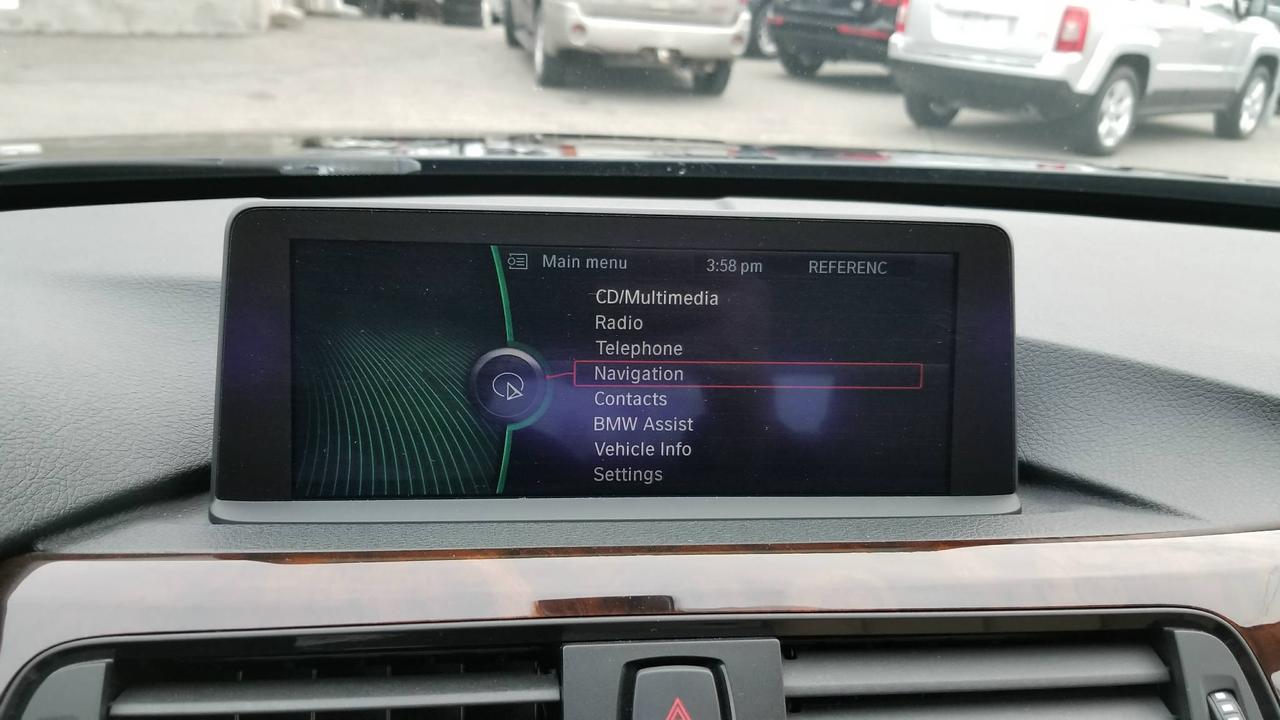 Main menu 3:58 pm REFERENC
CD/Multimedia
Radio
Telephone
Navigation
Contacts
BMW Assist
Vehicle Info
Settings